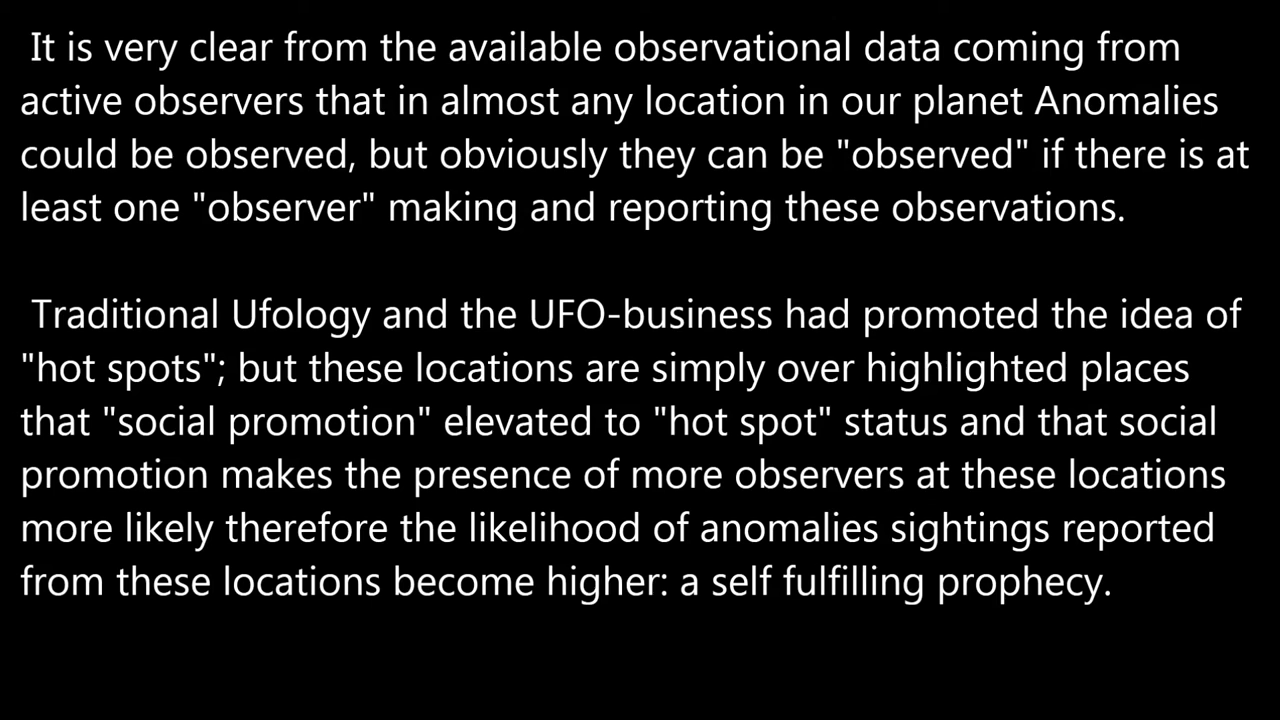 It is very clear from the available observational data coming from
active observers that in almost any location in our planet Anomalies
could be observed, but obviously they can be "observed" if there is at
least one "observer" making and reporting these observations.
Traditional Ufology and the UFO-business had promoted the idea of
"hot spots"; but these locations are simply over highlighted places
that "social promotion" elevated to "hot spot" status and that social
promotion makes the presence of more observers at these locations
more likely therefore the likelihood of anomalies sightings reported
from these locations become higher: a self fulfilling prophecy.